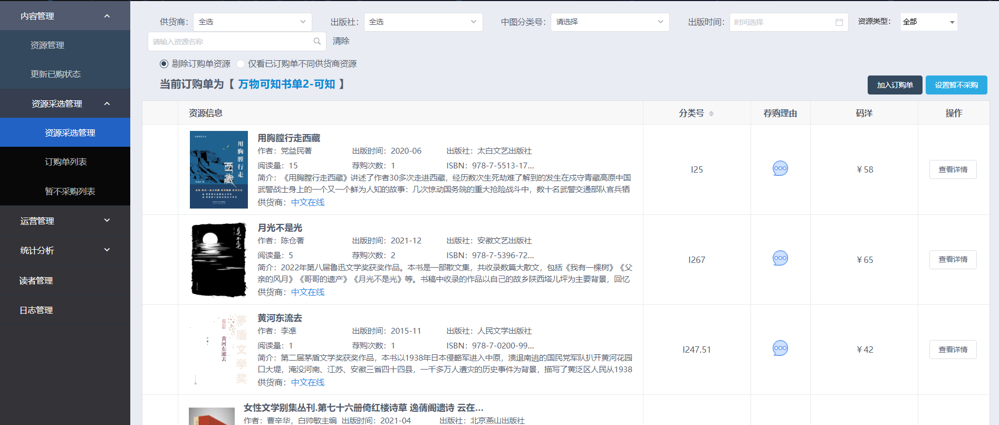 内容管理
资源管理
更新已购状态
资源采选管理
资源采选管理
订购单列表
暂不采购列表
运营管理
统计分析
读者管理
日志管理
供货商： 全选 出版社： 全选 中图分类号： 请选择 出版时间： 时间选择 资源类型： 全部
请输入资源名称 清除
剔除订购单资源 仅看已订购单不同供货商资源
当前订购单为【 万物可知书单2-可知 】 加入订购单 设置暂不采购
资源信息 分类号 荐购理由 码洋 操作
用胸膛行走西藏
用胸膛行走西藏
作者：党益民著 出版时间：2020-06 出版社：太白文艺出版社
阅读量：15 荐购次数：1 ISBN：978-7-5513-17...
简介：《用胸膛行走西藏》讲述了作者30多次走进西藏，经历数次生死劫难了解到的发生在戍守青藏高原中国
武警战士身上的一个又一个鲜为人知的故事：几次惊动国务院的重大抢险战斗中，数十名武警交通部队官兵牺
供货商：中文在线
I25 ¥ 58 查看详情
月光不是光
月光不是光
作者：陈仓著 出版时间：2021-12 出版社：安徽文艺出版社
阅读量：5 荐购次数：2 ISBN：978-7-5396-72...
简介：2022年第八届鲁迅文学奖获奖作品。本书是一部散文集，共收录数篇大散文，包括《我有一棵树》《父
亲的风月》《哥哥的遗产》《月光不是光》等。书稿中收录的作品以自己的故乡陕西塔儿坪为主要背景，回忆
供货商：中文在线
I267 ¥ 65 查看详情
茅盾文学奖
黄河东流去
黄河东流去
作者：李凖 出版时间：2015-11 出版社：人民文学出版社
阅读量：1 荐购次数：1 ISBN：978-7-0200-99...
简介：第二届茅盾文学奖获奖作品，本书以1938年日本侵略军进入中原，溃退南逃的国民党军队扒开黄河花园
口大堤，淹没河南、江苏、安徽三省四十四县，一千多万人遭灾的历史事件为背景，描写了黄泛区人民从1938
供货商：中文在线
I247.51 ¥ 42 查看详情
女性文学别集丛刊.第七十六册倚红楼诗草 逸蒨阁遗诗 云在...
作者：曹辛华，白帅敏主编 出版时间：2021-04 出版社：北京燕山出版社